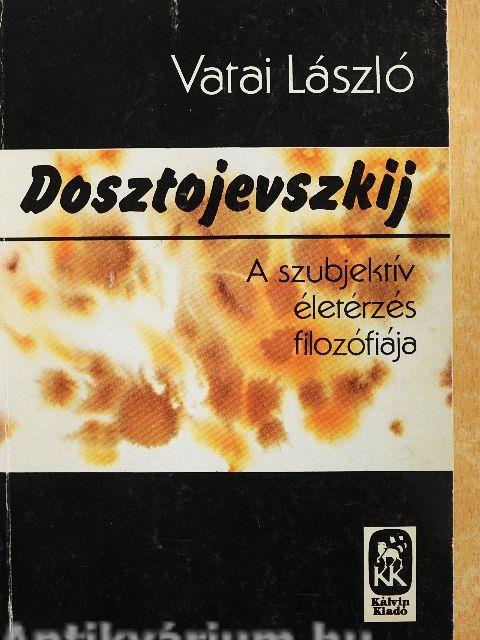 Vatai László
Dosztojevszkij
A szubjektív
életérzés
filozófiája
KK
Kálvin
Kiadó
Antikvárium.hu